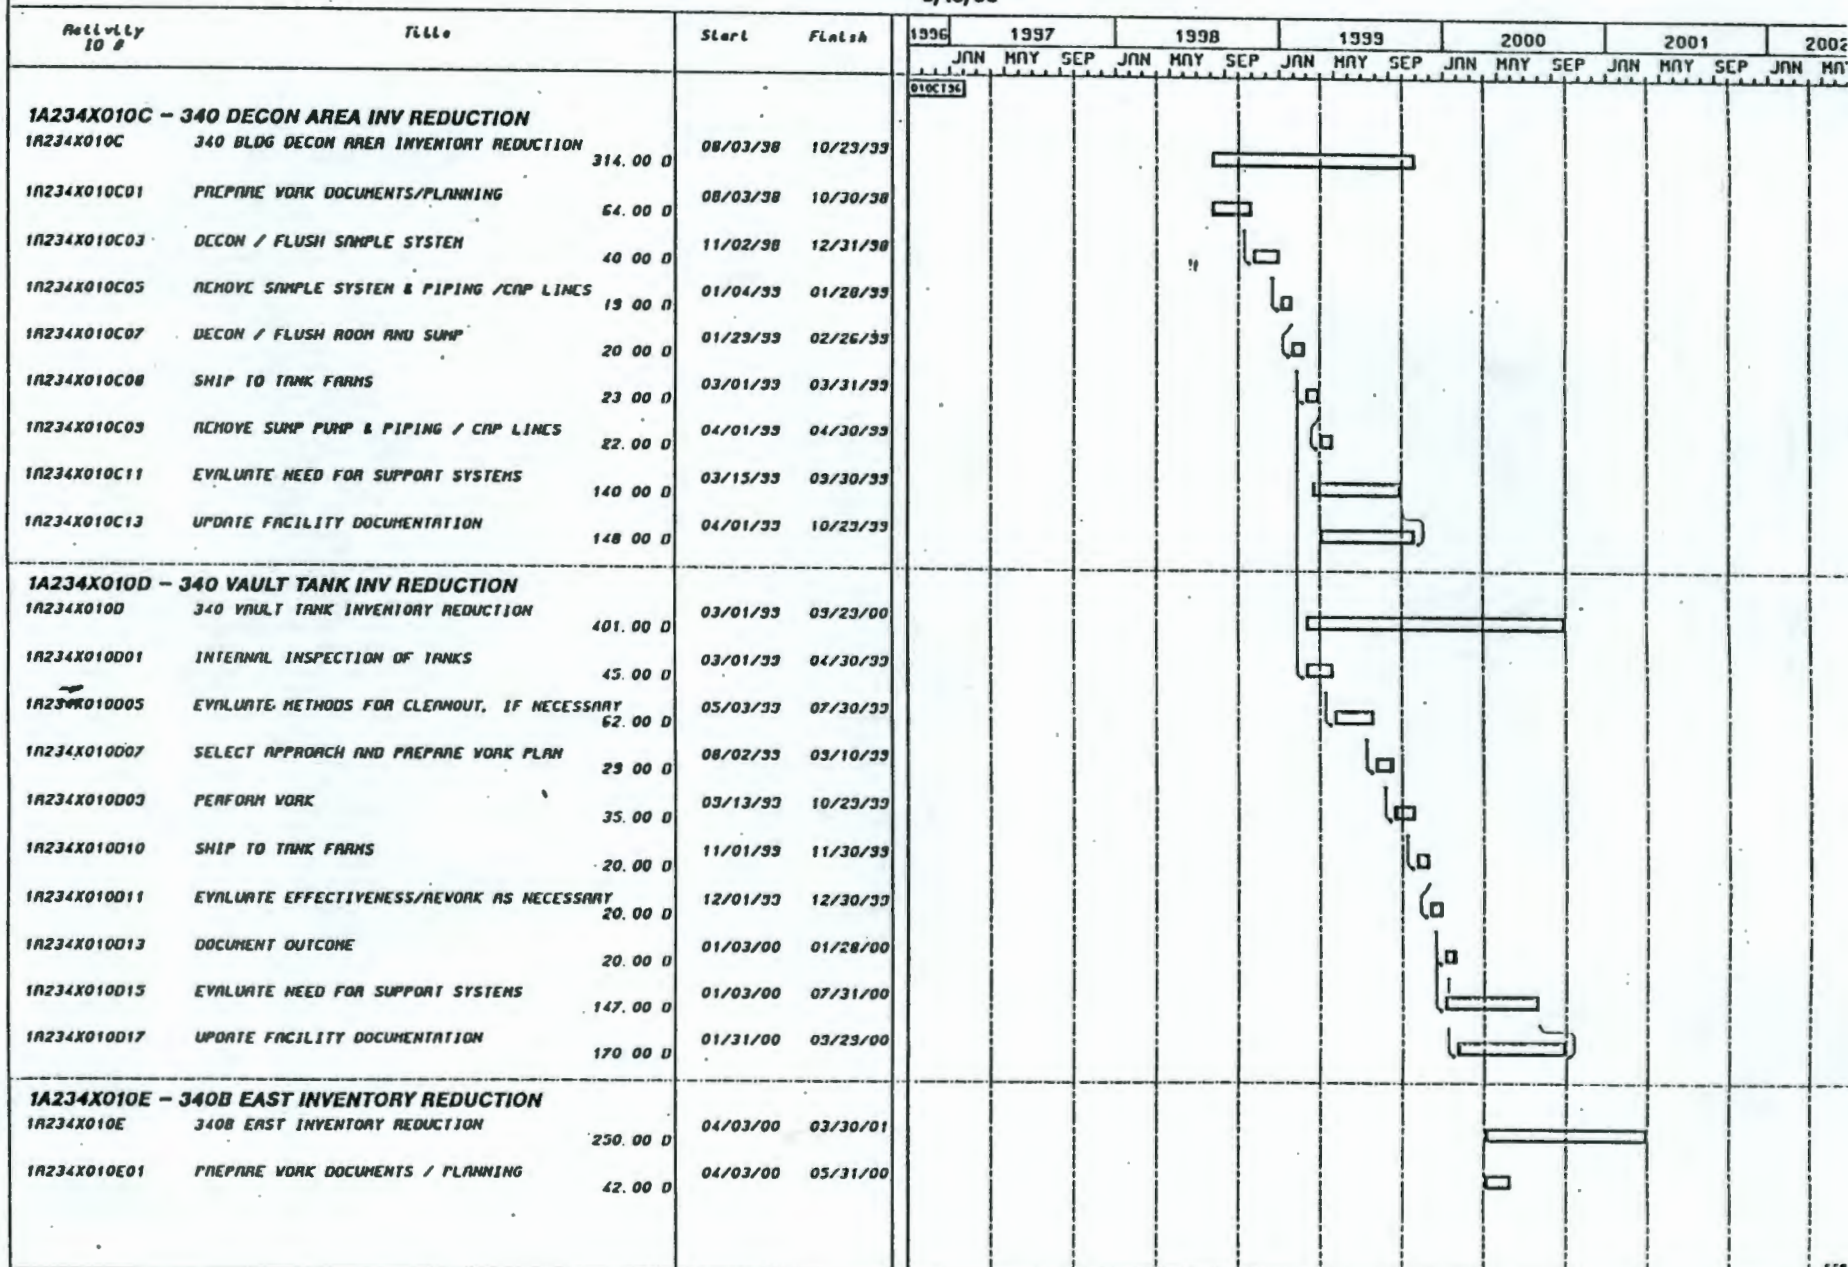 Activity ID # Title Start Finish 1996 1997 1998 1999 2000 2001 2002
JAN MAY SEP JAN MAY SEP JAN MAY SEP JAN MAY SEP JAN MAY SEP JAN MAY
01OCT96
1A234X010C – 340 DECON AREA INV REDUCTION
1A234X010C 340 BLDG DECON AREA INVENTORY REDUCTION 314.00 D 08/03/98 10/29/99
1A234X010C01 PREPARE WORK DOCUMENTS/PLANNING 64.00 D 08/03/98 10/30/98
1A234X010C03 DECON / FLUSH SAMPLE SYSTEM 40 00 D 11/02/98 12/31/98
1A234X010C05 REMOVE SAMPLE SYSTEM & PIPING /CAP LINES 19 00 D 01/04/99 01/28/99
1A234X010C07 DECON / FLUSH ROOM AND SUMP 20 00 D 01/29/99 02/26/99
1A234X010C08 SHIP TO TANK FARMS 23 00 D 03/01/99 03/31/99
1A234X010C09 REMOVE SUMP PUMP & PIPING / CAP LINES 22.00 D 04/01/99 04/30/99
1A234X010C11 EVALUATE NEED FOR SUPPORT SYSTEMS 140 00 D 03/15/99 09/30/99
1A234X010C13 UPDATE FACILITY DOCUMENTATION 148 00 D 04/01/99 10/29/99
1A234X010D – 340 VAULT TANK INV REDUCTION
1A234X010D 340 VAULT TANK INVENTORY REDUCTION 401.00 D 03/01/99 09/29/00
1A234X010D01 INTERNAL INSPECTION OF TANKS 45.00 D 03/01/99 04/30/99
1A234X010D05 EVALUATE METHODS FOR CLEANOUT, IF NECESSARY 62.00 D 05/03/99 07/30/99
1A234X010D07 SELECT APPROACH AND PREPARE WORK PLAN 29 00 D 08/02/99 09/10/99
1A234X010D09 PERFORM WORK 35.00 D 09/13/99 10/29/99
1A234X010D10 SHIP TO TANK FARMS 20.00 D 11/01/99 11/30/99
1A234X010D11 EVALUATE EFFECTIVENESS/REWORK AS NECESSARY 20.00 D 12/01/99 12/30/99
1A234X010D13 DOCUMENT OUTCOME 20.00 D 01/03/00 01/28/00
1A234X010D15 EVALUATE NEED FOR SUPPORT SYSTEMS 147.00 D 01/03/00 07/31/00
1A234X010D17 UPDATE FACILITY DOCUMENTATION 170 00 D 01/31/00 09/29/00
1A234X010E – 340B EAST INVENTORY REDUCTION
1A234X010E 340B EAST INVENTORY REDUCTION 250.00 D 04/03/00 03/30/01
1A234X010E01 PREPARE WORK DOCUMENTS / PLANNING 42.00 D 04/03/00 05/31/00